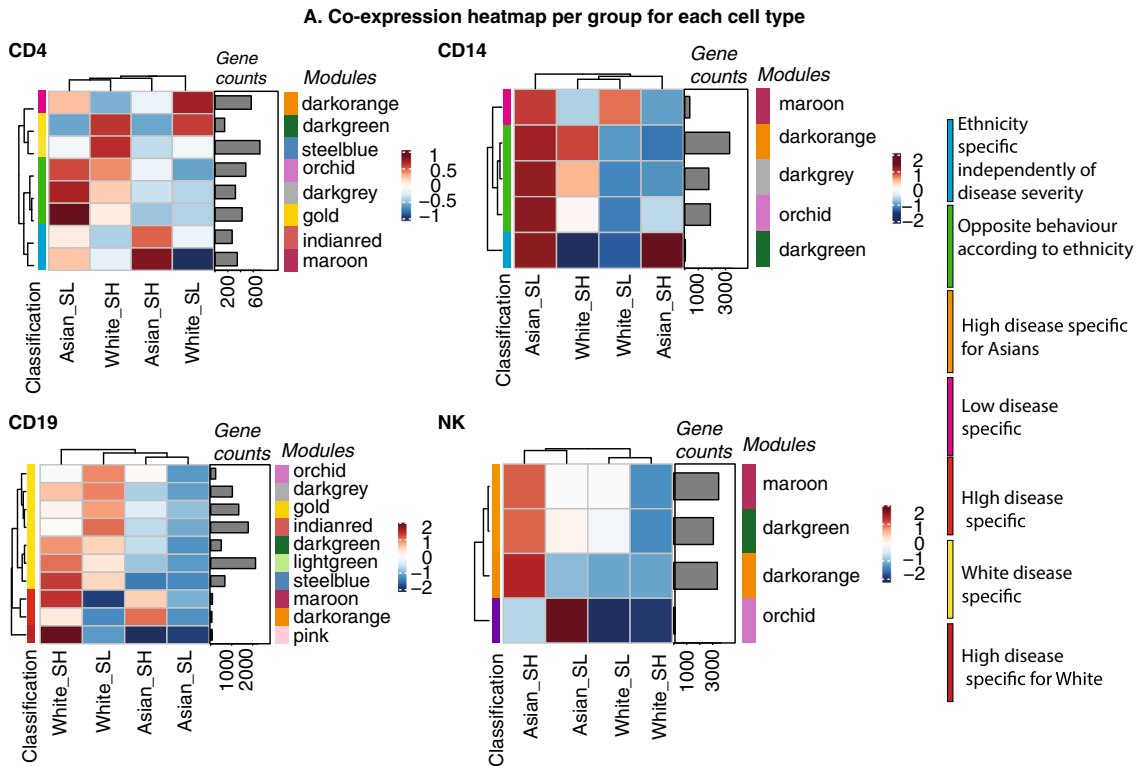 A. Co-expression heatmap per group for each cell type
CD4
Gene
counts
Modules
darkorange
darkgreen
steelblue
orchid
darkgrey
gold
indianred
maroon
1
0.5
0
−0.5
−1
Classification
Asian_SL
White_SH
Asian_SH
White_SL
200
600
CD14
Gene
counts
Modules
maroon
darkorange
darkgrey
orchid
darkgreen
2
1
0
−1
−2
Classification
Asian_SL
White_SH
White_SL
Asian_SH
1000
3000
CD19
Gene
counts
Modules
orchid
darkgrey
gold
indianred
darkgreen
lightgreen
steelblue
maroon
darkorange
pink
2
1
0
−1
−2
Classification
White_SH
White_SL
Asian_SH
Asian_SL
1000
2000
NK
Gene
counts
Modules
maroon
darkgreen
darkorange
orchid
2
1
0
−1
−2
Classification
Asian_SH
Asian_SL
White_SL
White_SH
1000
3000
Ethnicity
specific
independently of
disease severity
Opposite behaviour
according to ethnicity
High disease specific
for Asians
Low disease
specific
HIgh disease
specific
White disease
specific
High disease
specific for White